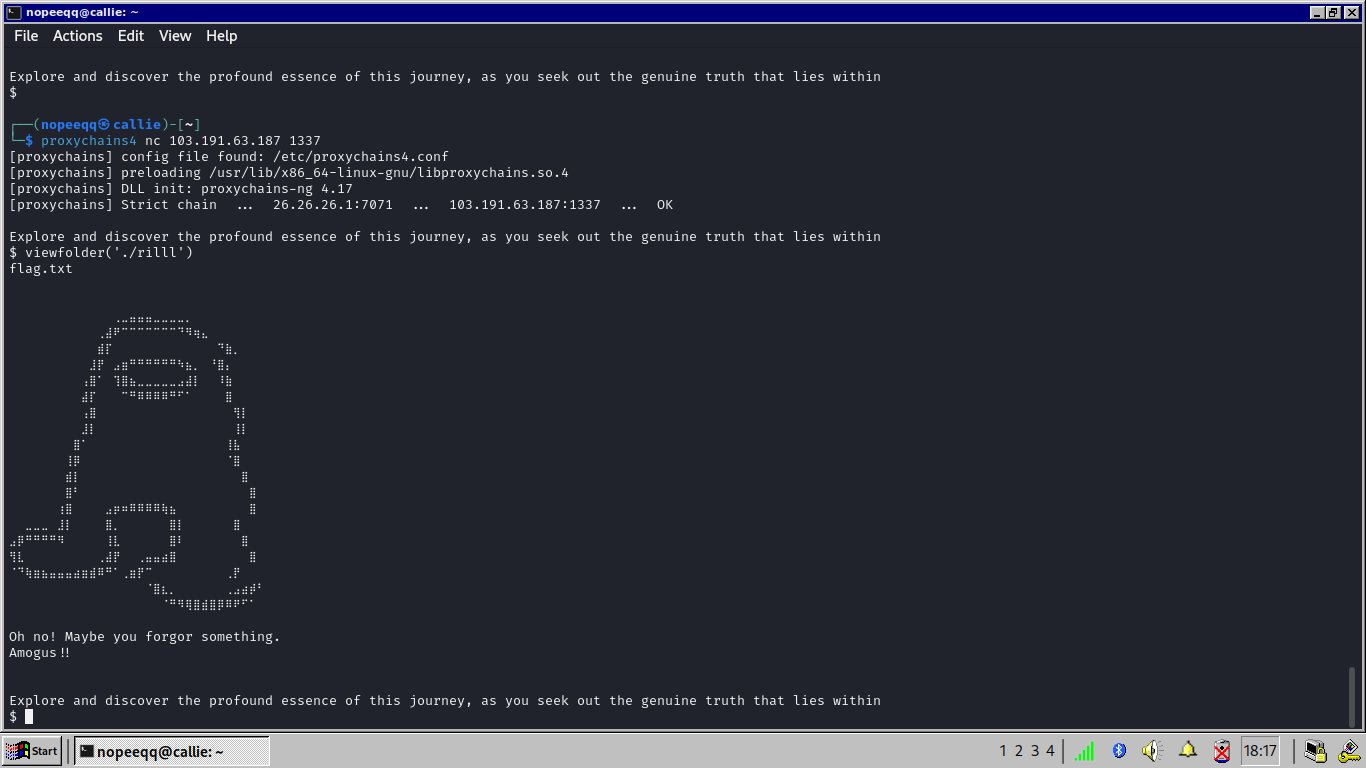 nopeeqq@callie: ~
File Actions Edit View Help
Explore and discover the profound essence of this journey, as you seek out the genuine truth that lies within
$
┌──(nopeeqq㉿callie)-[~]
└─$ proxychains4 nc 103.191.63.187 1337
[proxychains] config file found: /etc/proxychains4.conf
[proxychains] preloading /usr/lib/x86_64-linux-gnu/libproxychains.so.4
[proxychains] DLL init: proxychains-ng 4.17
[proxychains] Strict chain ... 26.26.26.1:7071 ... 103.191.63.187:1337 ... OK
Explore and discover the profound essence of this journey, as you seek out the genuine truth that lies within
$ viewfolder('./rilll')
flag.txt
Oh no! Maybe you forgor something.
Amogus!!
Explore and discover the profound essence of this journey, as you seek out the genuine truth that lies within
$
Start nopeeqq@callie: ~ 1 2 3 4 18:17